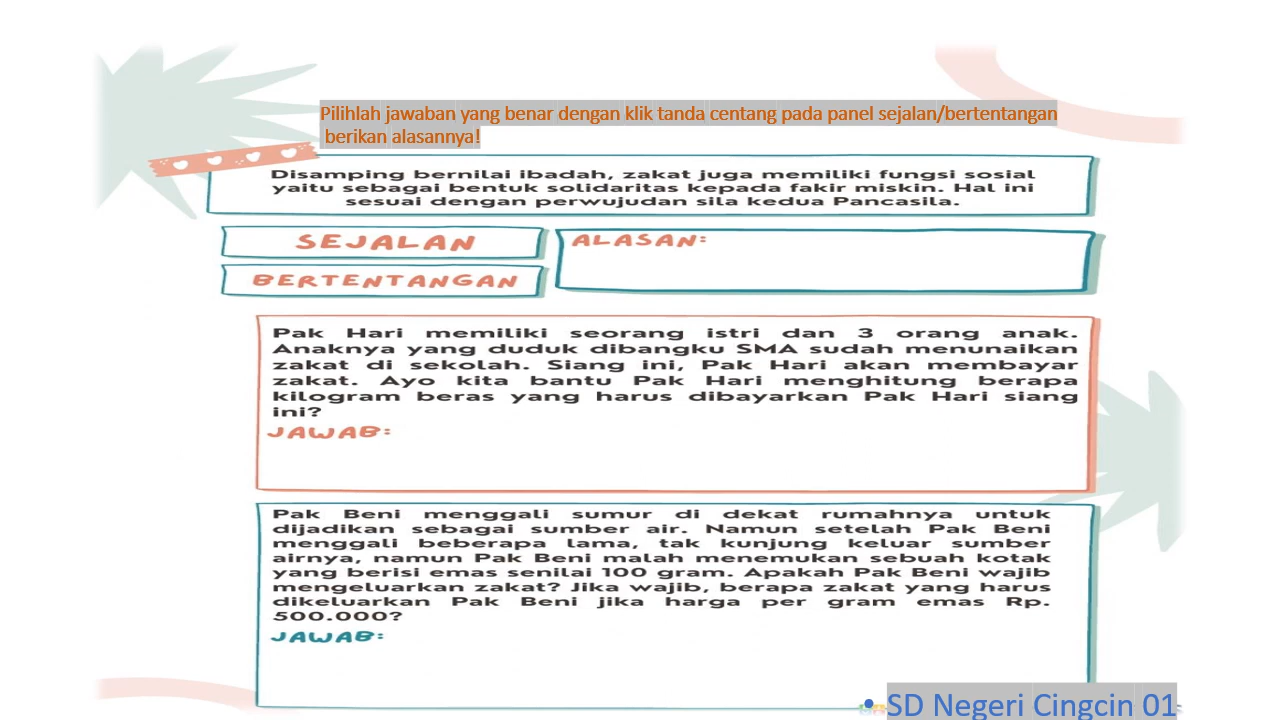 Pilihlah jawaban yang benar dengan klik tanda centang pada panel sejalan/bertentangan
berikan alasannya!
Disamping bernilai ibadah, zakat juga memiliki fungsi sosial
yaitu sebagai bentuk solidaritas kepada fakir miskin. Hal ini
sesuai dengan perwujudan sila kedua Pancasila.
SEJALAN
ALASAN:
BERTENTANGAN
Pak Hari memiliki seorang istri dan 3 orang anak.
Anaknya yang duduk dibangku SMA sudah menunaikan
zakat di sekolah. Siang ini, Pak Hari akan membayar
zakat. Ayo kita bantu Pak Hari menghitung berapa
kilogram beras yang harus dibayarkan Pak Hari siang
ini?
JAWAB:
Pak Beni menggali sumur di dekat rumahnya untuk
dijadikan sebagai sumber air. Namun setelah Pak Beni
menggali beberapa lama, tak kunjung keluar sumber
airnya, namun Pak Beni malah menemukan sebuah kotak
yang berisi emas senilai 100 gram. Apakah Pak Beni wajib
mengeluarkan zakat? Jika wajib, berapa zakat yang harus
dikeluarkan Pak Beni jika harga per gram emas Rp.
500.000?
JAWAB:
• SD Negeri Cingcin 01